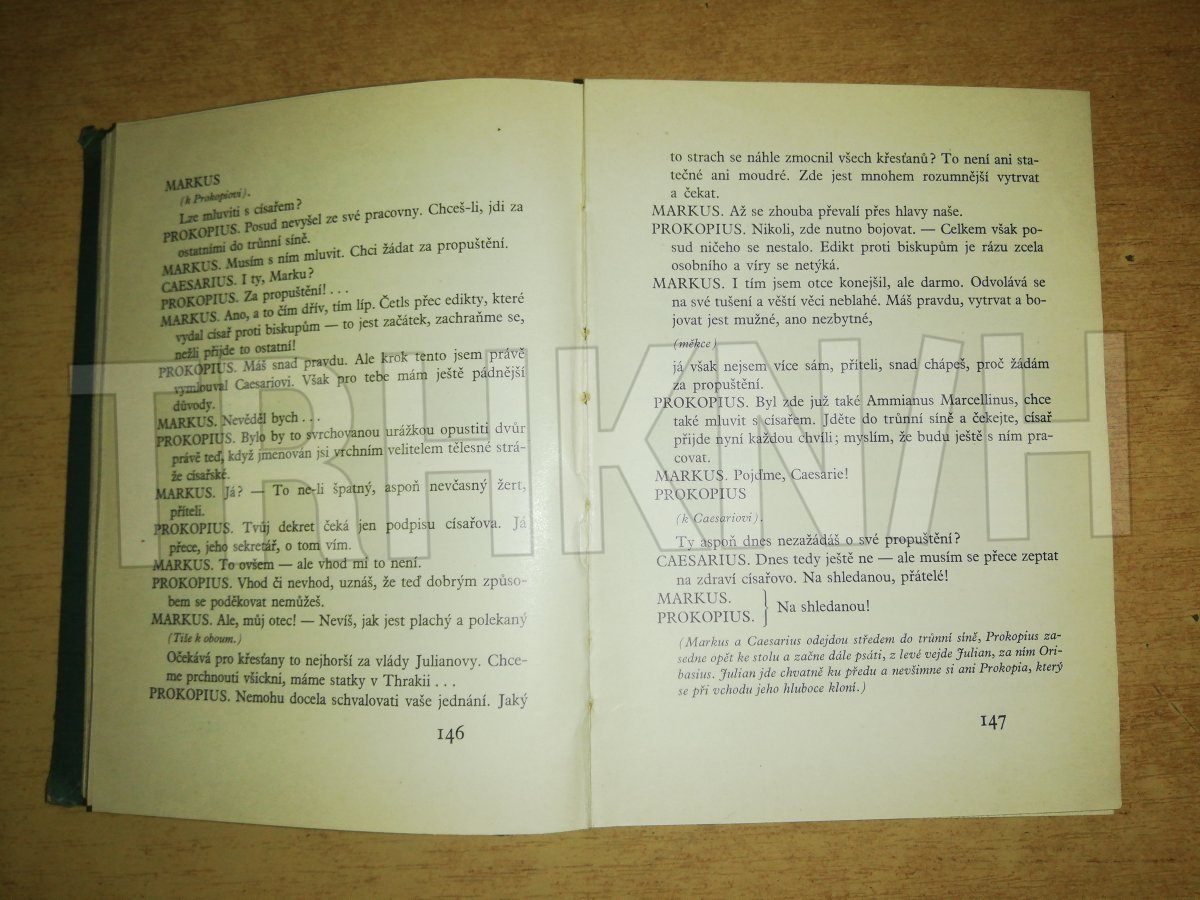 MARKUS
(k Prokopiovi).
Lze mluviti s císařem?
PROKOPIUS. Posud nevyšel ze své pracovny. Chceš-li, jdi za
ostatními do trůnní síně.
MARKUS. Musím s ním mluvit. Chci žádat za propuštění.
CAESARIUS. I ty, Marku?
PROKOPIUS. Za propuštění! . . .
MARKUS. Ano, a to čím dřív, tím líp. Četls přec edikty, které
vydal císař proti biskupům — to jest začátek, zachraňme se,
nežli přijde to ostatní!
PROKOPIUS. Máš snad pravdu. Ale krok tento jsem právě
vymlouval Caesariovi. Však pro tebe mám ještě pádnější
důvody.
MARKUS. Nevěděl bych . . .
PROKOPIUS. Bylo by to svrchovanou urážkou opustiti dvůr
právě teď, když jmenován jsi vrchním velitelem tělesné strá-
že císařské.
MARKUS. Já? — To ne-li špatný, aspoň nevčasný žert,
příteli.
PROKOPIUS. Tvůj dekret čeká jen podpisu císařova. Já
přece, jeho sekretář, o tom vím.
MARKUS. To ovšem — ale vhod mi to není.
PROKOPIUS. Vhod či nevhod, uznáš, že teď dobrým způso-
bem se poděkovat nemůžeš.
MARKUS. Ale, můj otec! — Nevíš, jak jest plachý a polekaný
(Tiše k oboum.)
Očekává pro křesťany to nejhorší za vlády Julianovy. Chce-
me prchnouti všickni, máme statky v Thrakii . . .
PROKOPIUS. Nemohu docela schvalovati vaše jednání. Jaký
146
to strach se náhle zmocnil všech křesťanů? To není ani sta-
tečné ani moudré. Zde jest mnohem rozumnější vytrvat
a čekat.
MARKUS. Až se zhouba převalí přes hlavy naše.
PROKOPIUS. Nikoli, zde nutno bojovat. — Celkem však po-
sud ničeho se nestalo. Edikt proti biskupům je rázu zcela
osobního a víry se netýká.
MARKUS. I tím jsem otce konejšil, ale darmo. Odvolává se
na své tušení a věští věci neblahé. Máš pravdu, vytrvat a bo-
jovat jest mužné, ano nezbytné,
(měkce)
já však nejsem více sám, příteli, snad chápeš, proč žádám
za propuštění.
PROKOPIUS. Byl zde již také Ammianus Marcellinus, chce
také mluvit s císařem. Jděte do trůnní síně a čekejte, císař
přijde nyní každou chvíli; myslím, že budu ještě s ním pra-
covat.
MARKUS. Pojďme, Caesarie!
PROKOPIUS
(k Caesariovi).
Ty aspoň dnes nezažádáš o své propuštění?
CAESARIUS. Dnes tedy ještě ne — ale musím se přece zeptat
na zdraví císařovo. Na shledanou, přátelé!
MARKUS.
PROKOPIUS. } Na shledanou!
(Markus a Caesarius odejdou středem do trůnní síně, Prokopius za-
sedne opět ke stolu a začne dále psáti, z levé vejde Julian, za ním Ori-
basius. Julian jde chvatně ku předu a nevšimne si ani Prokopia, který
se při vchodu jeho hluboce kloní.)
147
TRHKNIH